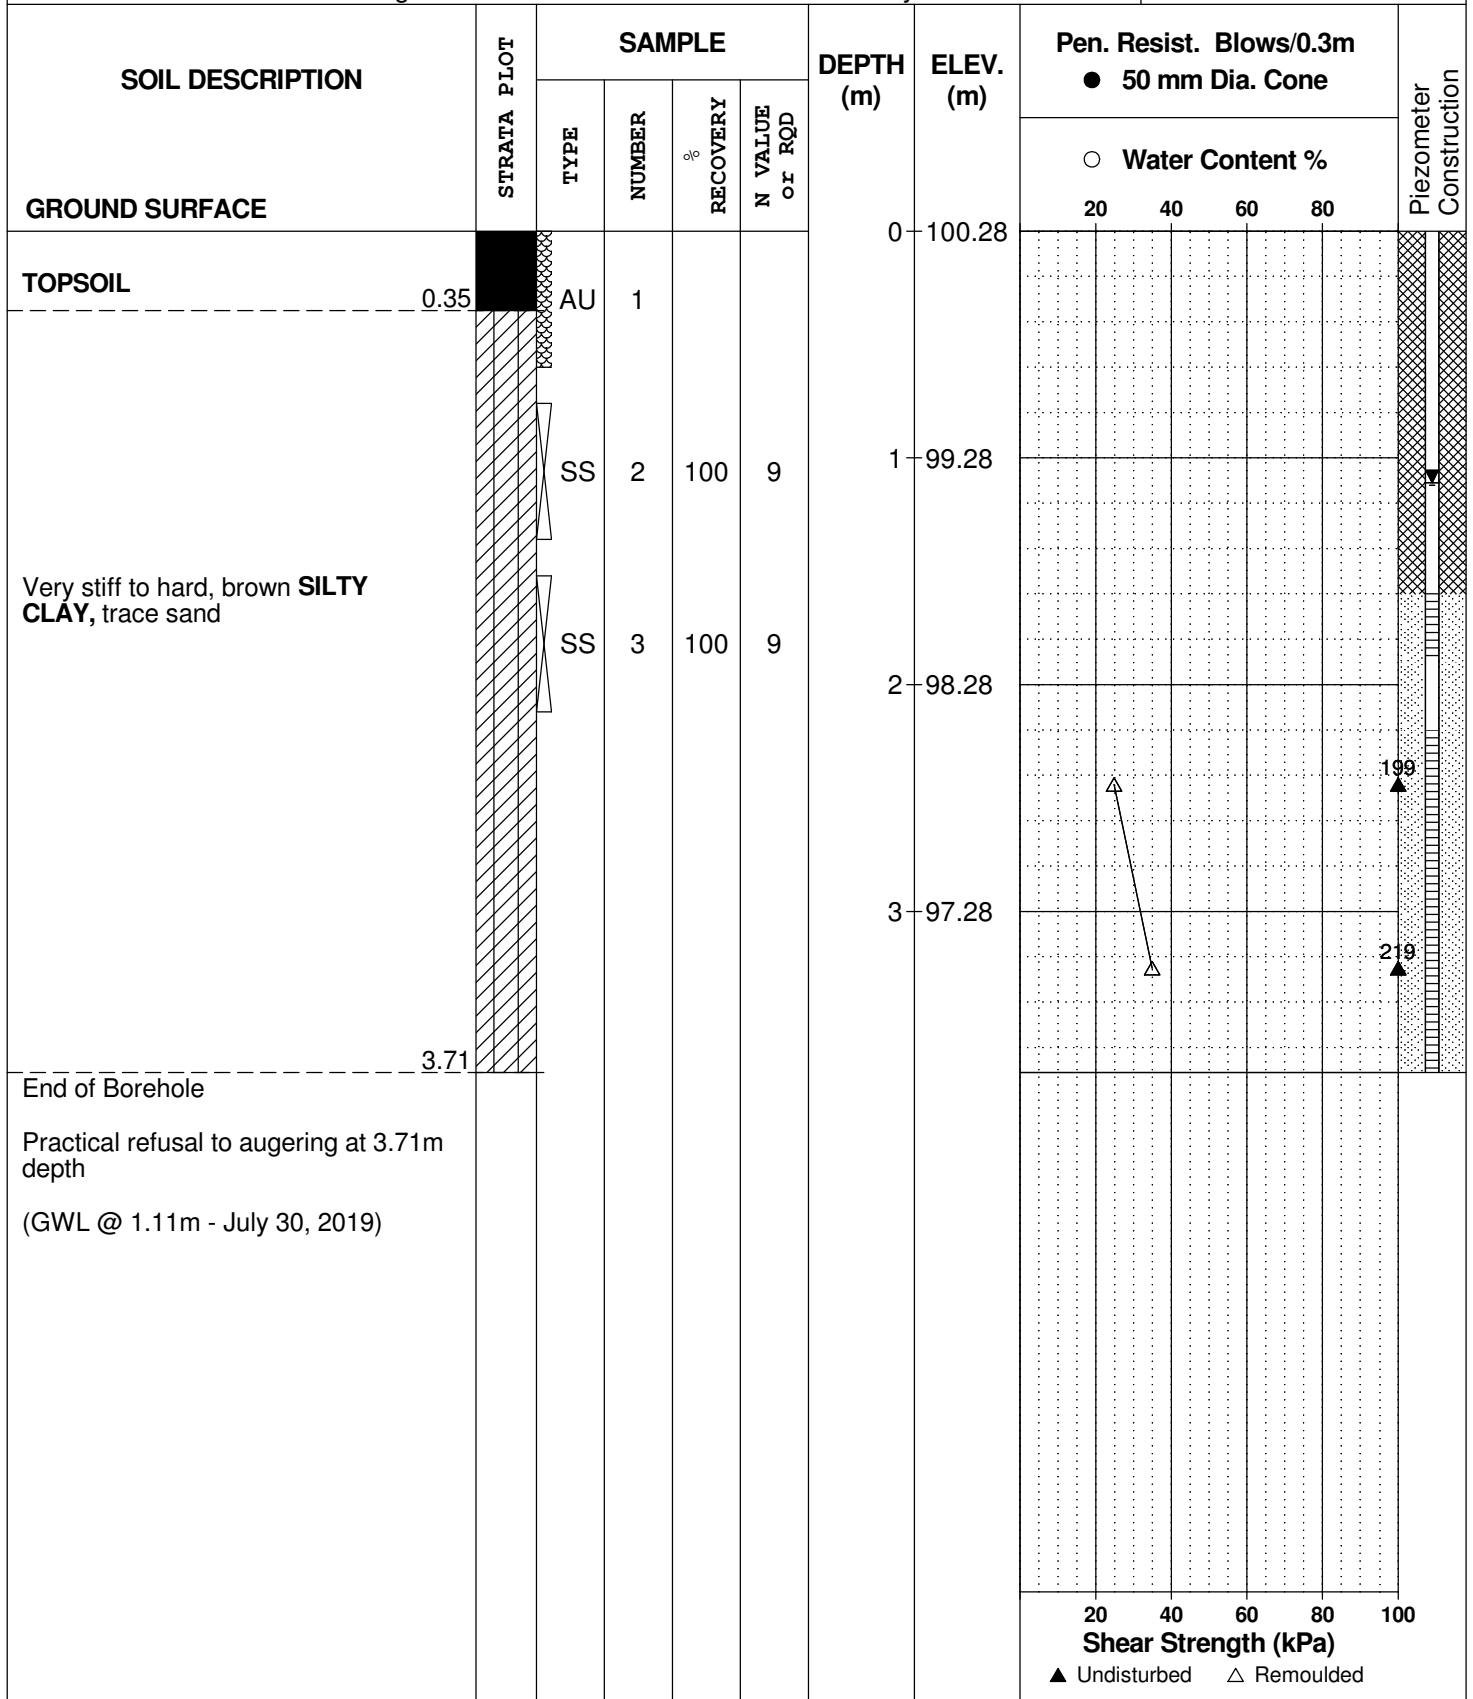 SOIL DESCRIPTION
GROUND SURFACE
STRATA PLOT
SAMPLE
TYPE
NUMBER
%
RECOVERY
N VALUE
or RQD
DEPTH
(m)
ELEV.
(m)
Pen. Resist. Blows/0.3m
● 50 mm Dia. Cone
○ Water Content %
20 40 60 80
Piezometer
Construction
0 100.28
TOPSOIL
0.35
AU 1
1 99.28
SS 2 100 9
Very stiff to hard, brown SILTY
CLAY, trace sand
SS 3 100 9
2 98.28
199
3 97.28
219
3.71
End of Borehole
Practical refusal to augering at 3.71m
depth
(GWL @ 1.11m - July 30, 2019)
20 40 60 80 100
Shear Strength (kPa)
▲ Undisturbed △ Remoulded